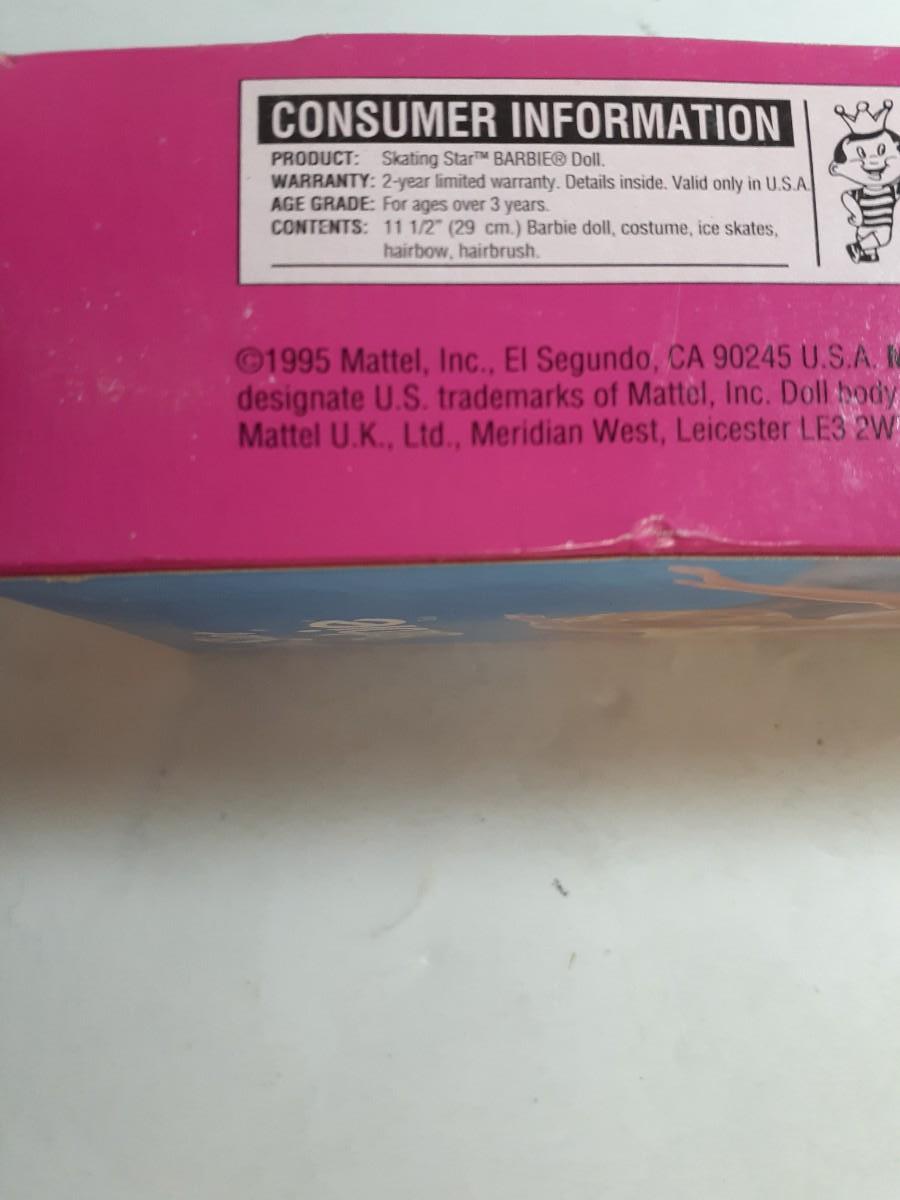 CONSUMER INFORMATION
PRODUCT: Skating Star™ BARBIE® Doll.
WARRANTY: 2-year limited warranty. Details inside. Valid only in U.S.A.
AGE GRADE: For ages over 3 years.
CONTENTS: 11 1/2" (29 cm.) Barbie doll, costume, ice skates,
hairbow, hairbrush.
©1995 Mattel, Inc., El Segundo, CA 90245 U.S.A.
designate U.S. trademarks of Mattel, Inc. Doll body
Mattel U.K., Ltd., Meridian West, Leicester LE3 2W